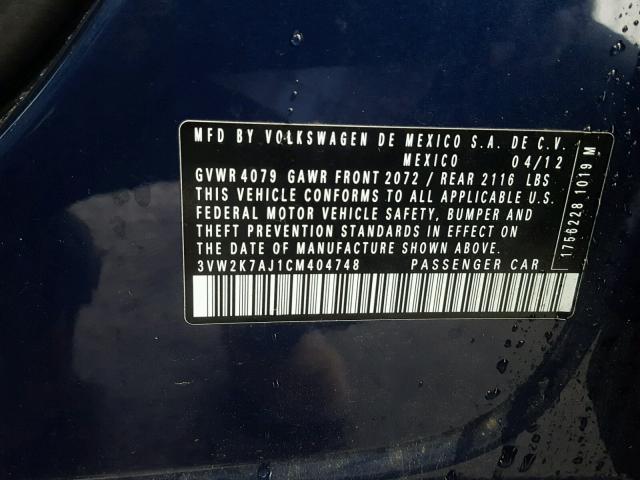 MFD BY VOLKSWAGEN DE MEXICO S.A. DE C.V.
MEXICO 04/12
GVWR 4079 GAWR FRONT 2072 / REAR 2116 LBS
THIS VEHICLE CONFORMS TO ALL APPLICABLE U.S.
FEDERAL MOTOR VEHICLE SAFETY, BUMPER AND
THEFT PREVENTION STANDARDS IN EFFECT ON
THE DATE OF MANUFACTURE SHOWN ABOVE.
3VW2K7AJ1CM404748 PASSENGER CAR
1756228 1019 M